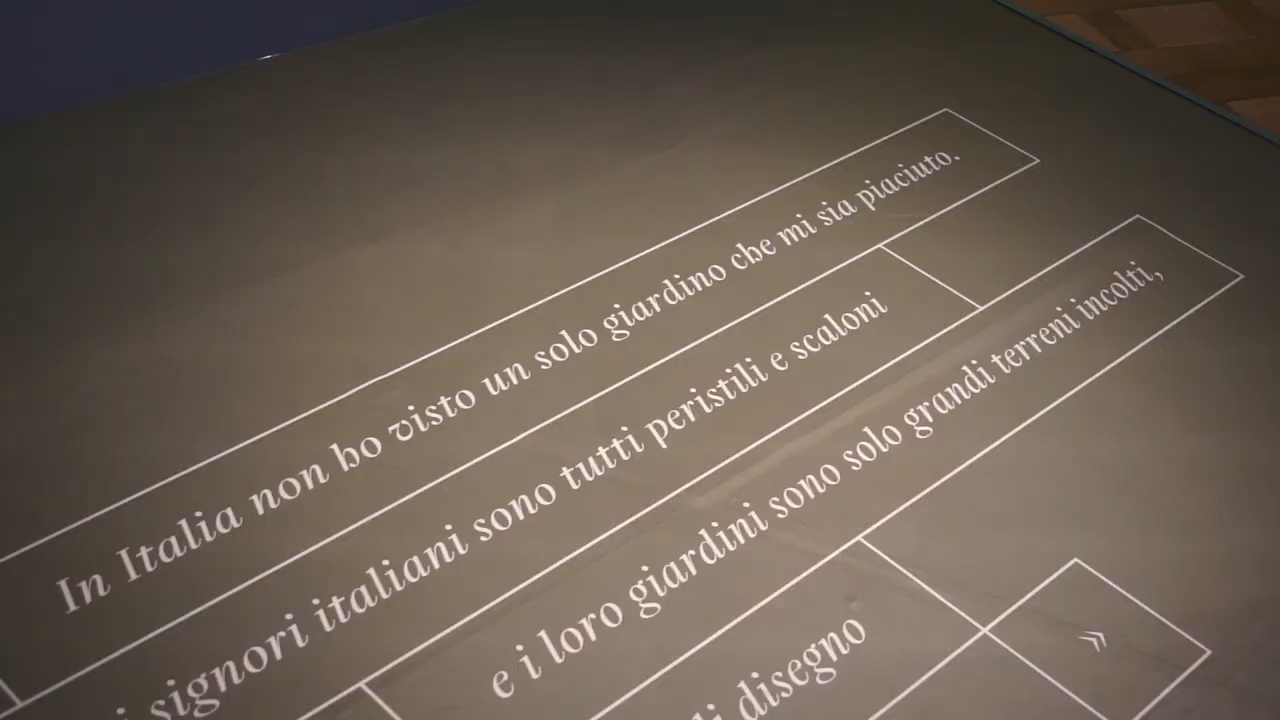 In Italia non ho visto un solo giardino che mi sia piaciuto.
signori italiani sono tutti peristili e scaloni
e i loro giardini sono solo grandi terreni incolti,
di disegno
»